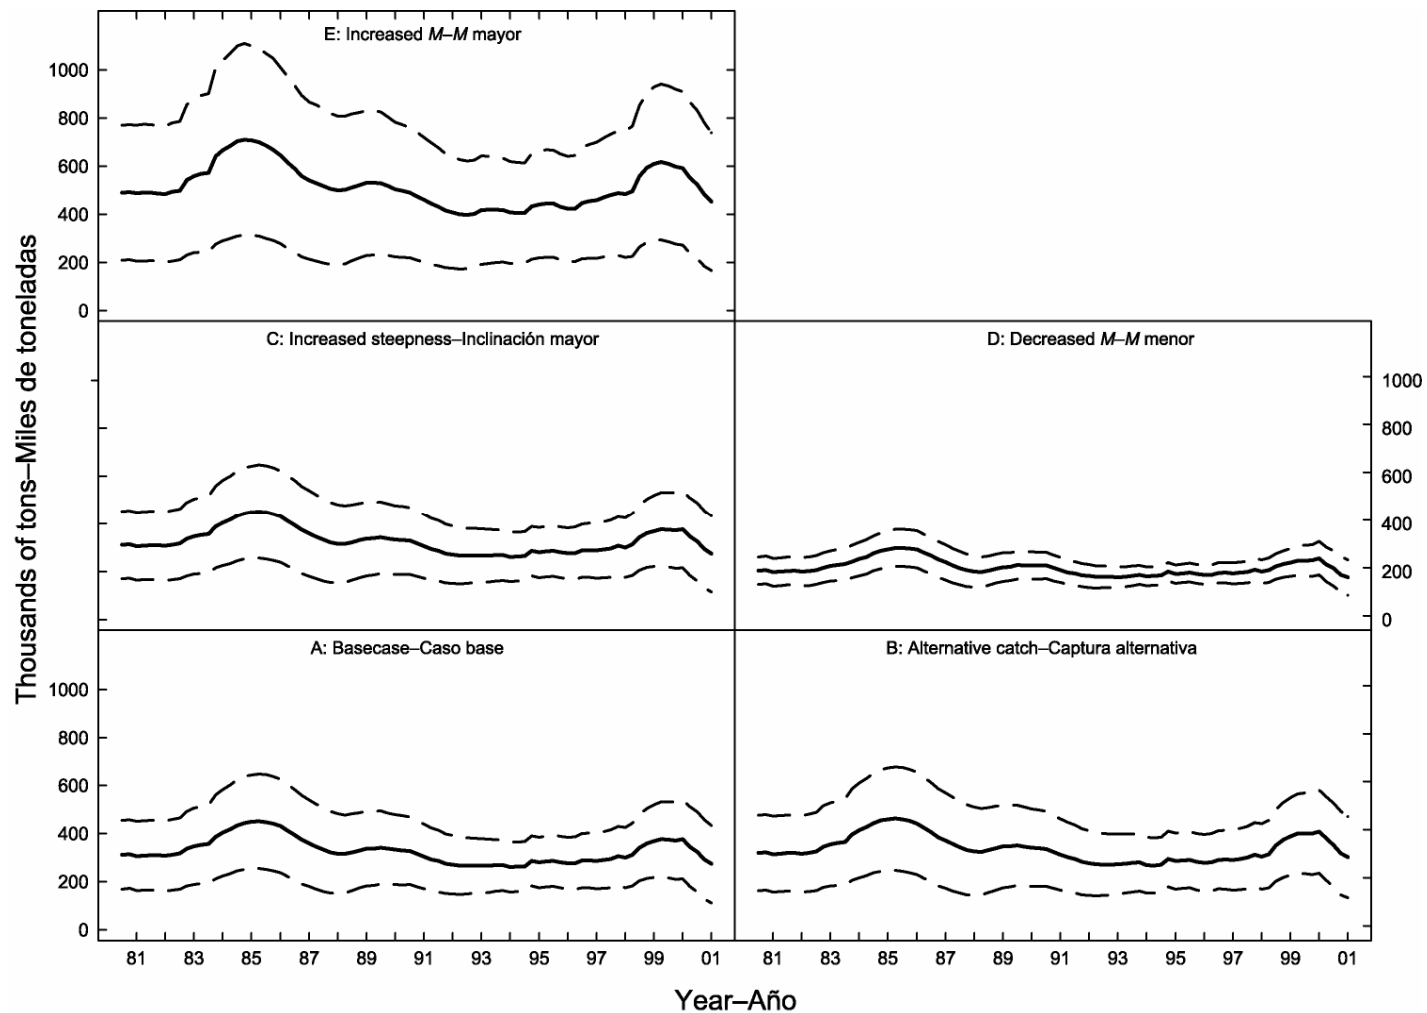 E: Increased M–M mayor
1000
800
600
400
200
0
Thousands of tons–Miles de toneladas
C: Increased steepness–Inclinación mayor
D: Decreased M–M menor
1000
800
600
400
200
0
A: Basecase–Caso base
B: Alternative catch–Captura alternativa
1000
800
600
400
200
0
81 83 85 87 89 91 93 95 97 99 01
81 83 85 87 89 91 93 95 97 99 01
Year–Año